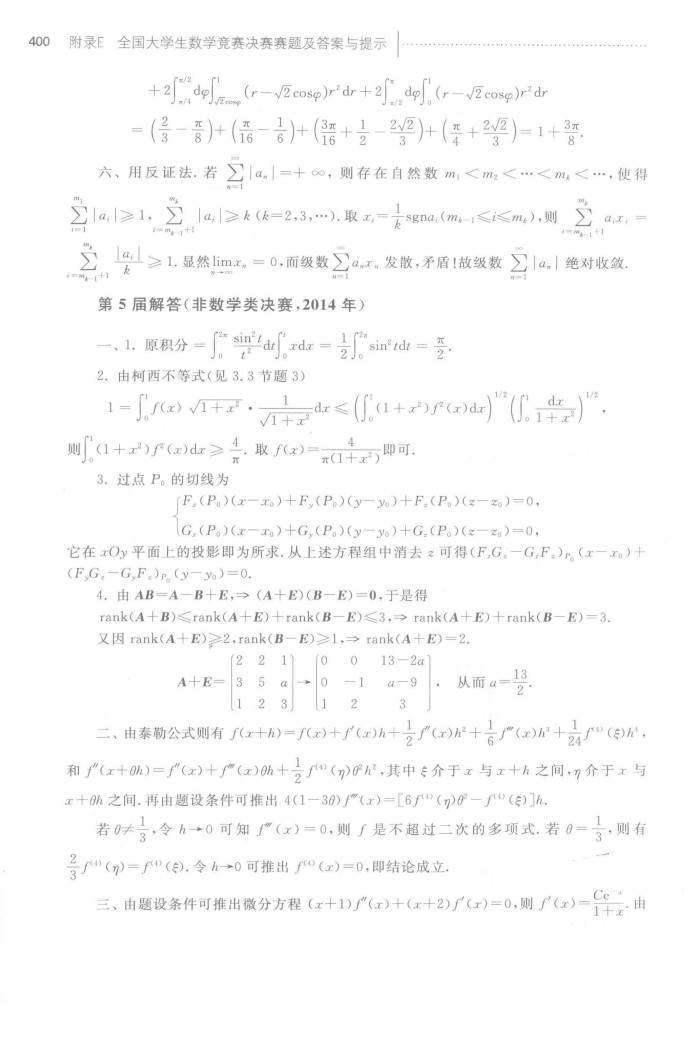 400 附录E 全国大学生数学竞赛决赛赛题及答案与提示
$+2\int_{\pi/4}^{\pi/2}d\varphi\int_{\sqrt{2}\cos\varphi}^{1}(r-\sqrt{2}\cos\varphi)r^2dr+2\int_{\pi/2}^{\pi}d\varphi\int_0^1(r-\sqrt{2}\cos\varphi)r^2dr$
$=\left(\frac{2}{3}-\frac{\pi}{8}\right)+\left(\frac{\pi}{16}-\frac{1}{6}\right)+\left(\frac{3\pi}{16}+\frac{1}{2}-\frac{2\sqrt{2}}{3}\right)+\left(\frac{\pi}{4}+\frac{2\sqrt{2}}{3}\right)=1+\frac{3\pi}{8}.$
六、用反证法.若 $\sum_{n=1}^{\infty}|a_n|=+\infty$,则存在自然数 $m_1<m_2<\cdots<m_k<\cdots$,使得
$\sum_{i=1}^{m_1}|a_i|\geqslant 1,\sum_{i=m_{k-1}+1}^{m_k}|a_i|\geqslant k(k=2,3,\cdots)$.取 $x_i=\frac{1}{k}\text{sgn}a_i(m_{k-1}\leqslant i\leqslant m_k)$,则 $\sum_{i=m_{k-1}+1}^{m_k}a_ix_i=$
$\sum_{i=m_{k-1}+1}^{m_k}\frac{|a_i|}{k}\geqslant 1$.显然$\lim_{n\to\infty}x_n=0$,而级数$\sum_{n=1}^{\infty}a_nx_n$发散,矛盾!故级数 $\sum_{n=1}^{\infty}|a_n|$ 绝对收敛.
第 5 届解答(非数学类决赛,2014 年)
一、1. 原积分 $=\int_0^{2\pi}\frac{\sin^2t}{t^2}dt\int_0^t xdx=\frac{1}{2}\int_0^{2\pi}\sin^2tdt=\frac{\pi}{2}.$
2. 由柯西不等式(见 3.3 节题 3)
$1=\int_0^1f(x)\sqrt{1+x^2}\cdot\frac{1}{\sqrt{1+x^2}}dx\leqslant\left(\int_0^1(1+x^2)f^2(x)dx\right)^{1/2}\left(\int_0^1\frac{dx}{1+x^2}\right)^{1/2},$
则$\int_0^1(1+x^2)f^2(x)dx\geqslant\frac{4}{\pi}$.取 $f(x)=\frac{4}{\pi(1+x^2)}$即可.
3. 过点 $P_0$ 的切线为
$\begin{cases}F_x(P_0)(x-x_0)+F_y(P_0)(y-y_0)+F_z(P_0)(z-z_0)=0,\\G_x(P_0)(x-x_0)+G_y(P_0)(y-y_0)+G_z(P_0)(z-z_0)=0,\end{cases}$
它在 xOy 平面上的投影即为所求.从上述方程组中消去 z 可得$(F_xG_z-G_xF_z)_{P_0}(x-x_0)+$
$(F_yG_z-G_yF_z)_{P_0}(y-y_0)=0.$
4. 由 $AB=A-B+E,\Rightarrow(A+E)(B-E)=0$,于是得
$\text{rank}(A+B)\leqslant\text{rank}(A+E)+\text{rank}(B-E)\leqslant 3,\Rightarrow\text{rank}(A+E)+\text{rank}(B-E)=3.$
又因 $\text{rank}(A+E)\geqslant 2,\text{rank}(B-E)\geqslant 1,\Rightarrow\text{rank}(A+E)=2.$
$A+E=\begin{bmatrix}2&2&1\\3&5&a\\1&2&3\end{bmatrix}\to\begin{bmatrix}0&0&13-2a\\0&-1&a-9\\1&2&3\end{bmatrix}$,从而 $a=\frac{13}{2}.$
二、由泰勒公式则有 $f(x+h)=f(x)+f'(x)h+\frac{1}{2}f''(x)h^2+\frac{1}{6}f'''(x)h^3+\frac{1}{24}f^{(4)}(\xi)h^4,$
和 $f''(x+\theta h)=f''(x)+f'''(x)\theta h+\frac{1}{2}f^{(4)}(\eta)\theta^2h^2$,其中 ξ 介于 x 与 x+h 之间,η 介于 x 与
$x+\theta h$ 之间.再由题设条件可推出 $4(1-3\theta)f'''(x)=[6f^{(4)}(\eta)\theta^2-f^{(4)}(\xi)]h.$
若 $\theta\neq\frac{1}{3}$,令 $h\to0$ 可知 $f'''(x)=0$,则 f 是不超过二次的多项式.若 $\theta=\frac{1}{3}$,则有
$\frac{2}{3}f^{(4)}(\eta)=f^{(4)}(\xi)$.令 $h\to0$ 可推出 $f^{(4)}(x)=0$,即结论成立.
三、由题设条件可推出微分方程 $(x+1)f''(x)+(x+2)f'(x)=0$,则 $f'(x)=\frac{Ce^{-x}}{1+x}$.由